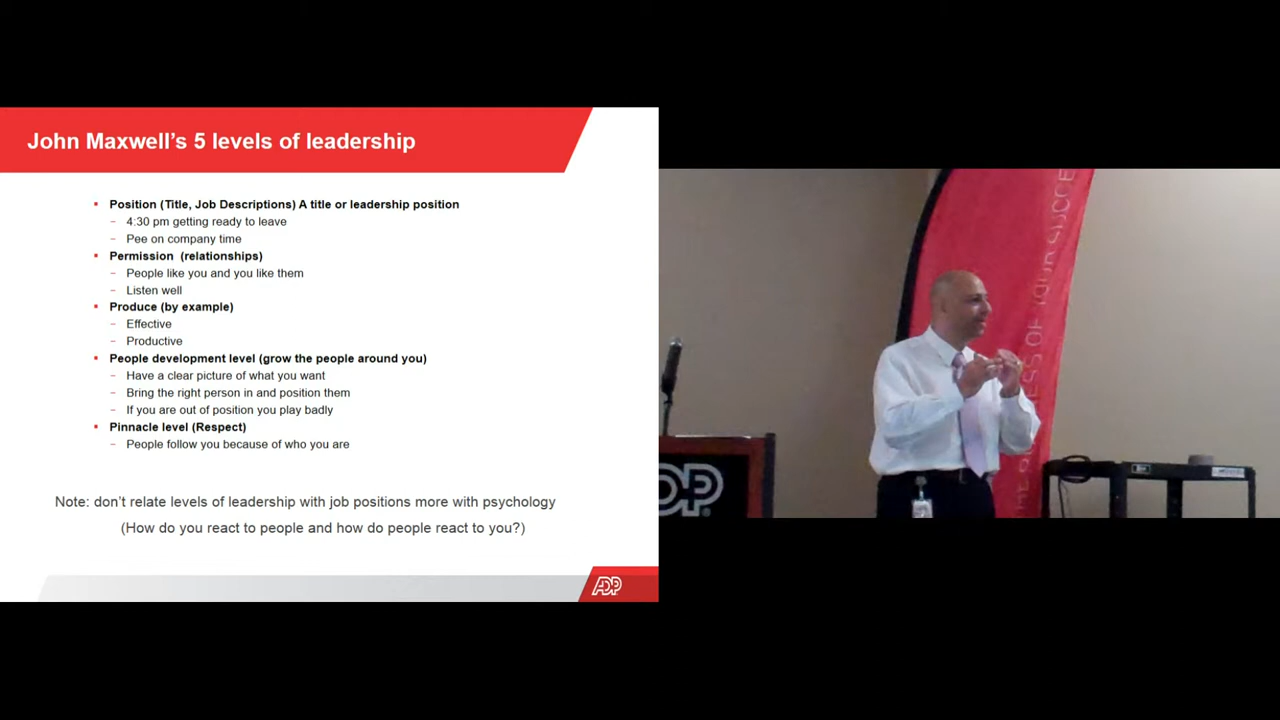 John Maxwell's 5 levels of leadership
Position (Title, Job Descriptions) A title or leadership position
4:30 pm getting ready to leave
Pee on company time
Permission (relationships)
People like you and you like them
Listen well
Produce (by example)
Effective
Productive
People development level (grow the people around you)
Have a clear picture of what you want
Bring the right person in and position them
If you are out of position you play badly
Pinnacle level (Respect)
People follow you because of who you are
Note: don't relate levels of leadership with job positions more with psychology
(How do you react to people and how do people react to you?)
ADP
OF YOUR SUCCE